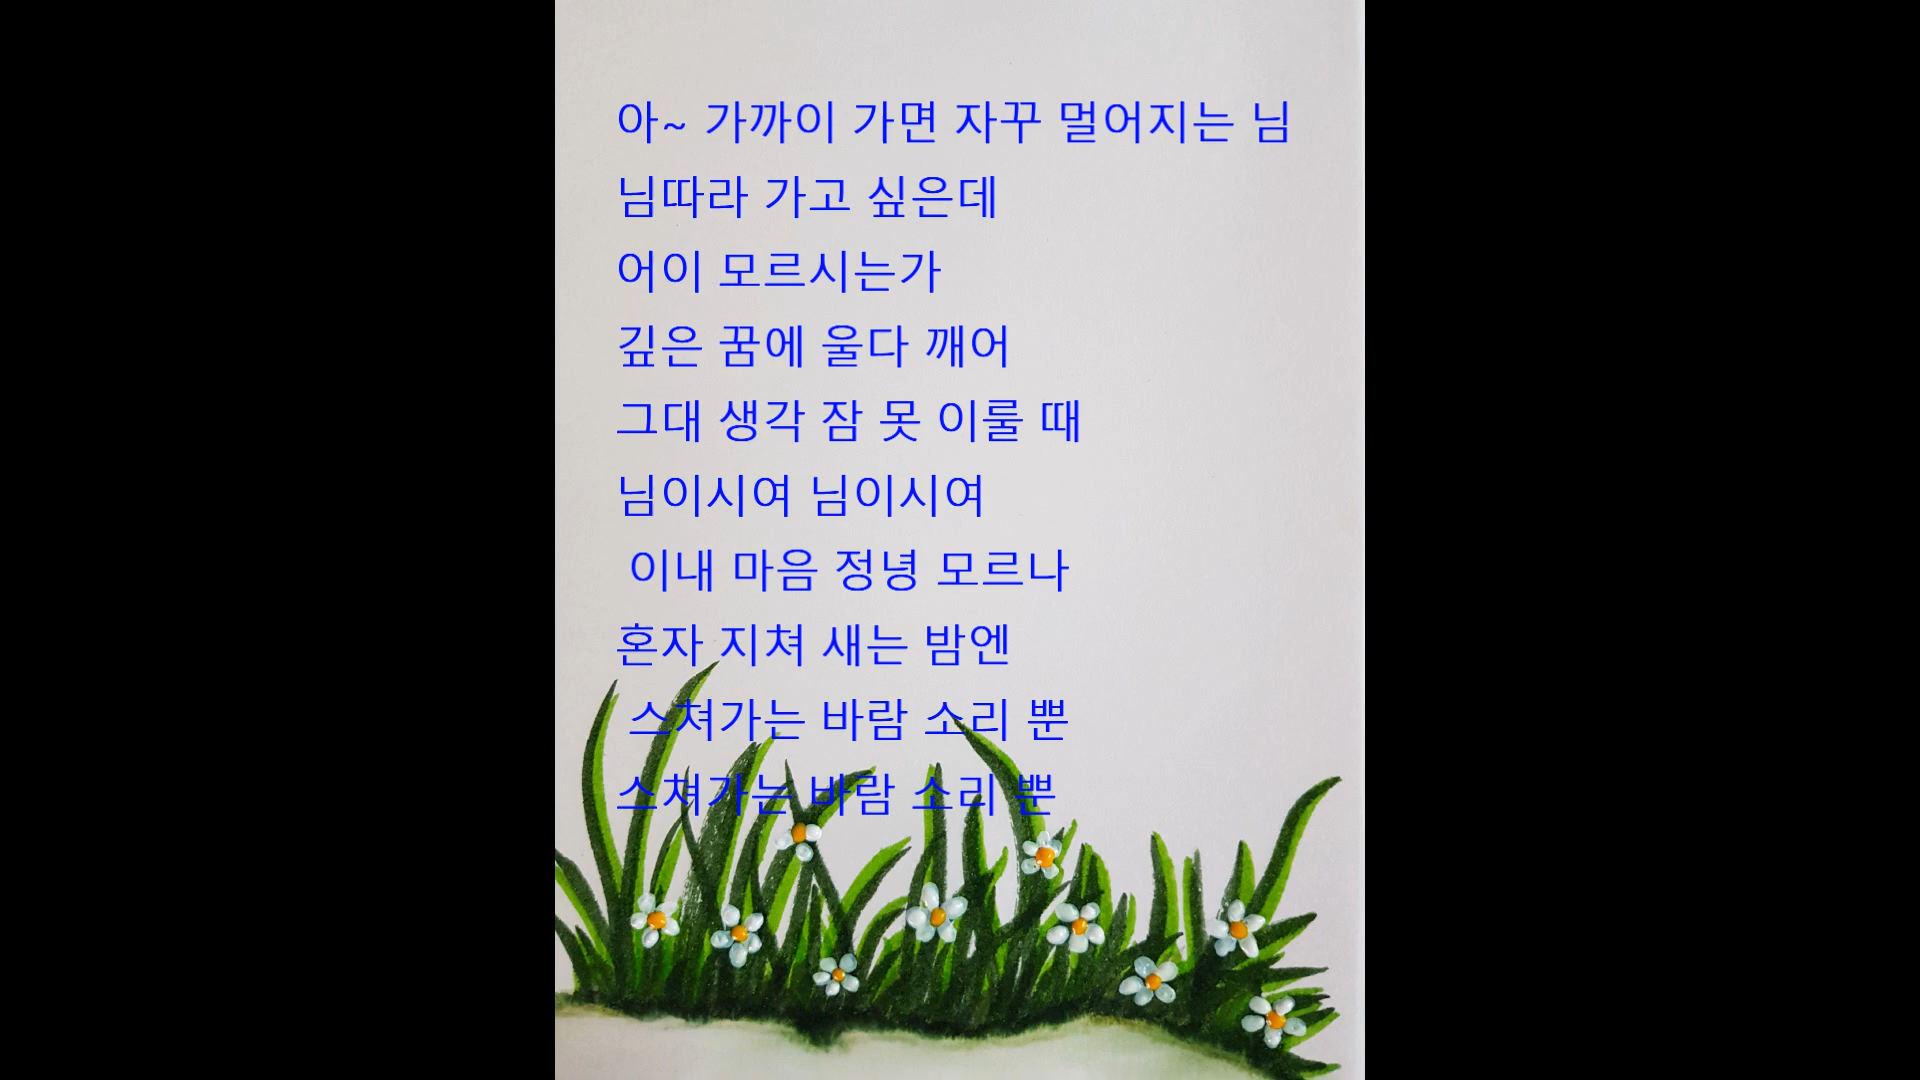 아~ 가까이 가면 자꾸 멀어지는 님
님따라 가고 싶은데
어이 모르시는가
깊은 꿈에 울다 깨어
그대 생각 잠 못 이룰 때
님이시여 님이시여
이내 마음 정녕 모르나
혼자 지쳐 새는 밤엔
스쳐가는 바람 소리 뿐
스쳐가는 바람 소리 뿐